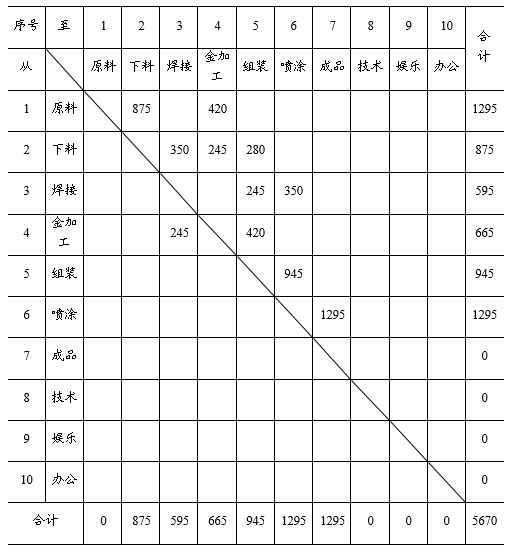 序号 至 1 2 3 4 5 6 7 8 9 10 合计
从 原料 下料 焊接 金加工 组装 喷涂 成品 技术 娱乐 办公
1 原料 875 420 1295
2 下料 350 245 280 875
3 焊接 245 350 595
4 金加工 245 420 665
5 组装 945 945
6 喷涂 1295 1295
7 成品 0
8 技术 0
9 娱乐 0
10 办公 0
合计 0 875 595 665 945 1295 1295 0 0 0 5670